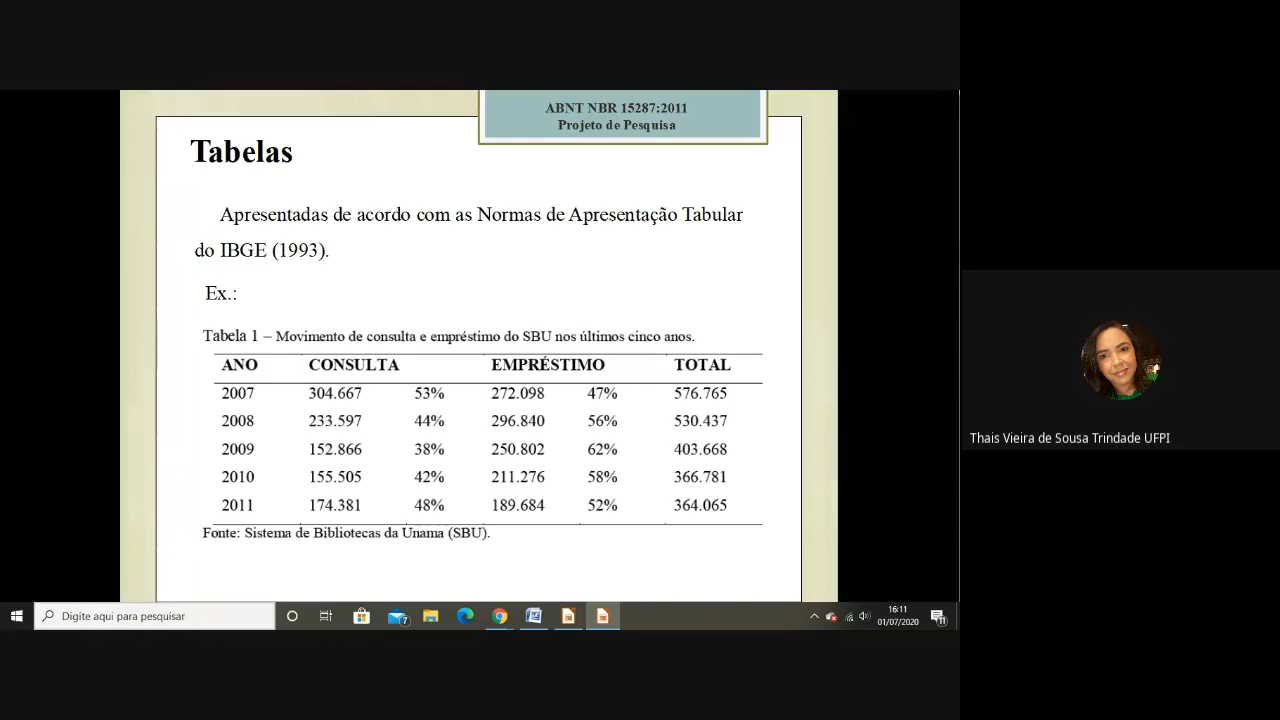 ABNT NBR 15287:2011
Projeto de Pesquisa
Tabelas
Apresentadas de acordo com as Normas de Apresentação Tabular
do IBGE (1993).
Ex.:
Tabela 1 – Movimento de consulta e empréstimo do SBU nos últimos cinco anos.
ANO CONSULTA EMPRÉSTIMO TOTAL
2007 304.667 53% 272.098 47% 576.765
2008 233.597 44% 296.840 56% 530.437
2009 152.866 38% 250.802 62% 403.668
2010 155.505 42% 211.276 58% 366.781
2011 174.381 48% 189.684 52% 364.065
Fonte: Sistema de Bibliotecas da Unama (SBU).
Thais Vieira de Sousa Trindade UFPI
Digite aqui para pesquisar
7
16:11
01/07/2020
11